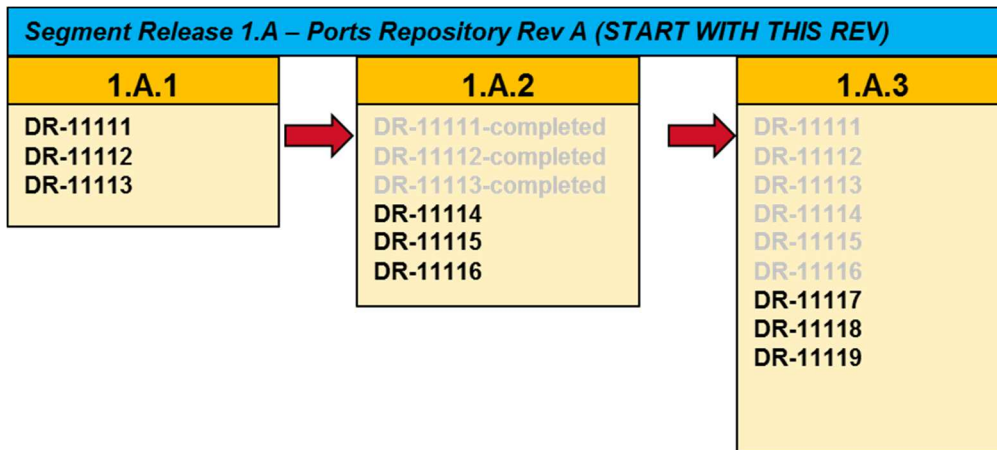 Segment Release 1.A – Ports Repository Rev A (START WITH THIS REV)
1.A.1
DR-11111
DR-11112
DR-11113
1.A.2
DR-11111-completed
DR-11112-completed
DR-11113-completed
DR-11114
DR-11115
DR-11116
1.A.3
DR-11111
DR-11112
DR-11113
DR-11114
DR-11115
DR-11116
DR-11117
DR-11118
DR-11119